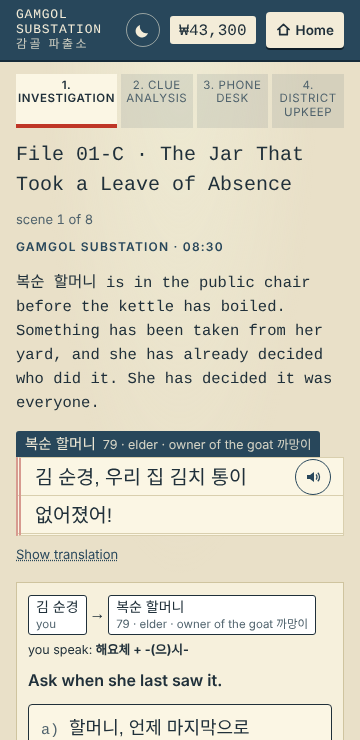 GAMGOL
SUBSTATION
감골 파출소
₩43,300
Home
1.
INVESTIGATION
2. CLUE
ANALYSIS
3. PHONE
DESK
4.
DISTRICT
UPKEEP
File 01-C · The Jar That
Took a Leave of Absence
scene 1 of 8
GAMGOL SUBSTATION · 08:30
복순 할머니 is in the public chair
before the kettle has boiled.
Something has been taken from her
yard, and she has already decided
who did it. She has decided it was
everyone.
복순 할머니 79 · elder · owner of the goat 까망이
김 순경, 우리 집 김치 통이
없어졌어!
Show translation
김 순경
you
→
복순 할머니
79 · elder · owner of the goat 까망이
you speak: 해요체 + -(으)시-
Ask when she last saw it.
a) 할머니, 언제 마지막으로